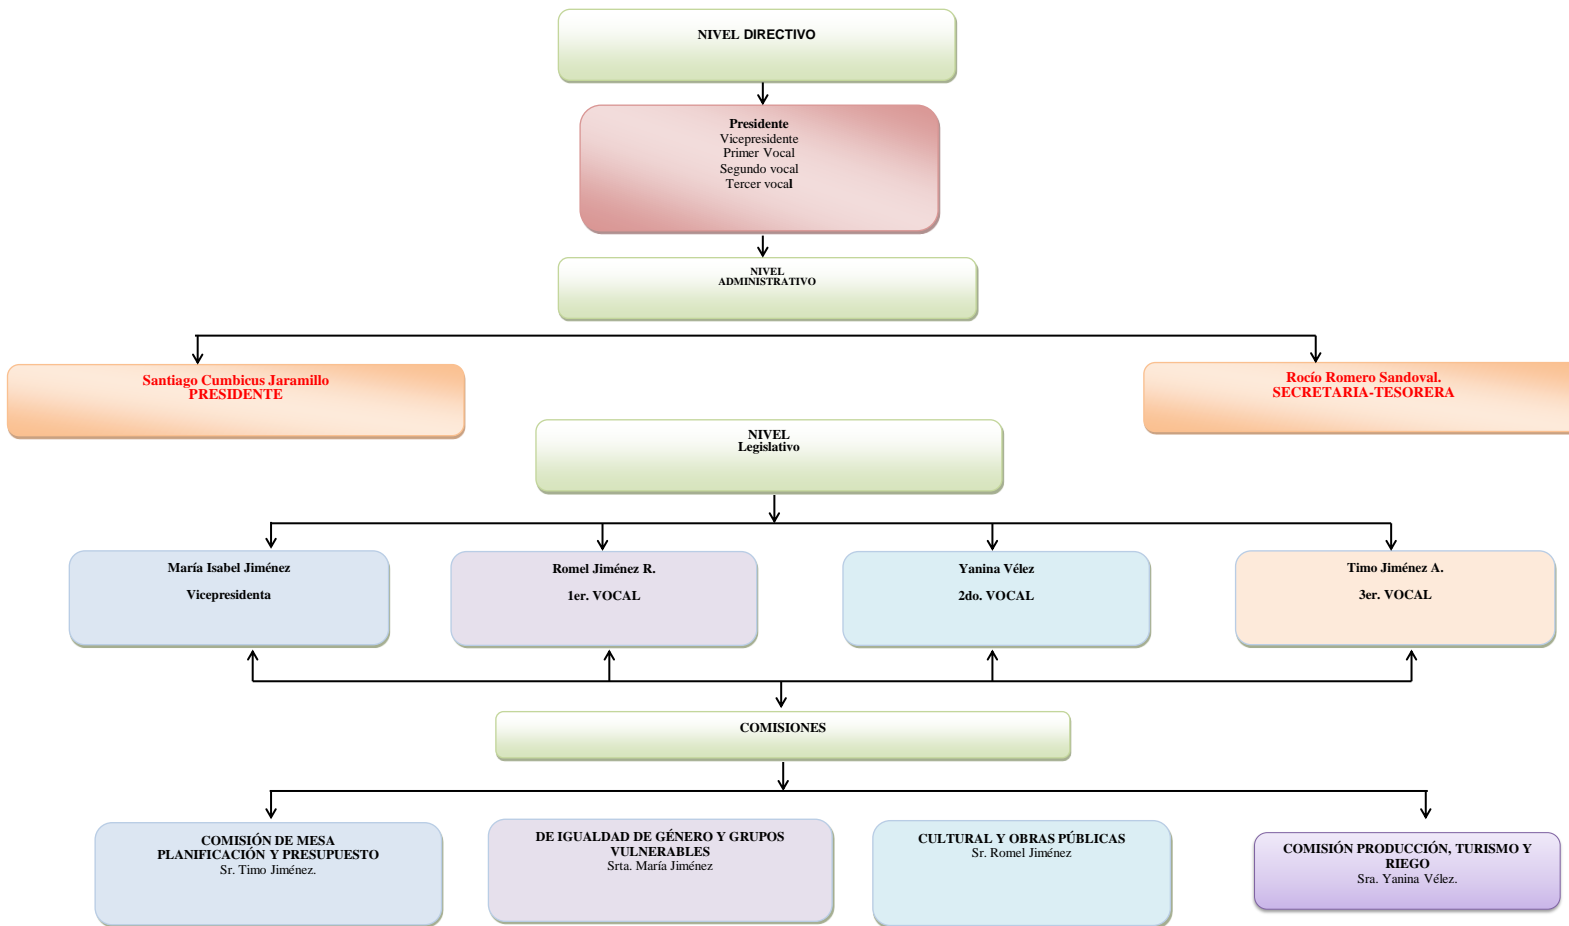 NIVEL DIRECTIVO
Presidente
Vicepresidente
Primer Vocal
Segundo vocal
Tercer vocal
NIVEL
ADMINISTRATIVO
Santiago Cumbicus Jaramillo
PRESIDENTE
Rocío Romero Sandoval.
SECRETARIA-TESORERA
NIVEL
Legislativo
María Isabel Jiménez
Vicepresidenta
Romel Jiménez R.
1er. VOCAL
Yanina Vélez
2do. VOCAL
Timo Jiménez A.
3er. VOCAL
COMISIONES
COMISIÓN DE MESA
PLANIFICACIÓN Y PRESUPUESTO
Sr. Timo Jiménez.
DE IGUALDAD DE GÉNERO Y GRUPOS
VULNERABLES
Srta. María Jiménez
CULTURAL Y OBRAS PÚBLICAS
Sr. Romel Jiménez
COMISIÓN PRODUCCIÓN, TURISMO Y
RIEGO
Sra. Yanina Vélez.